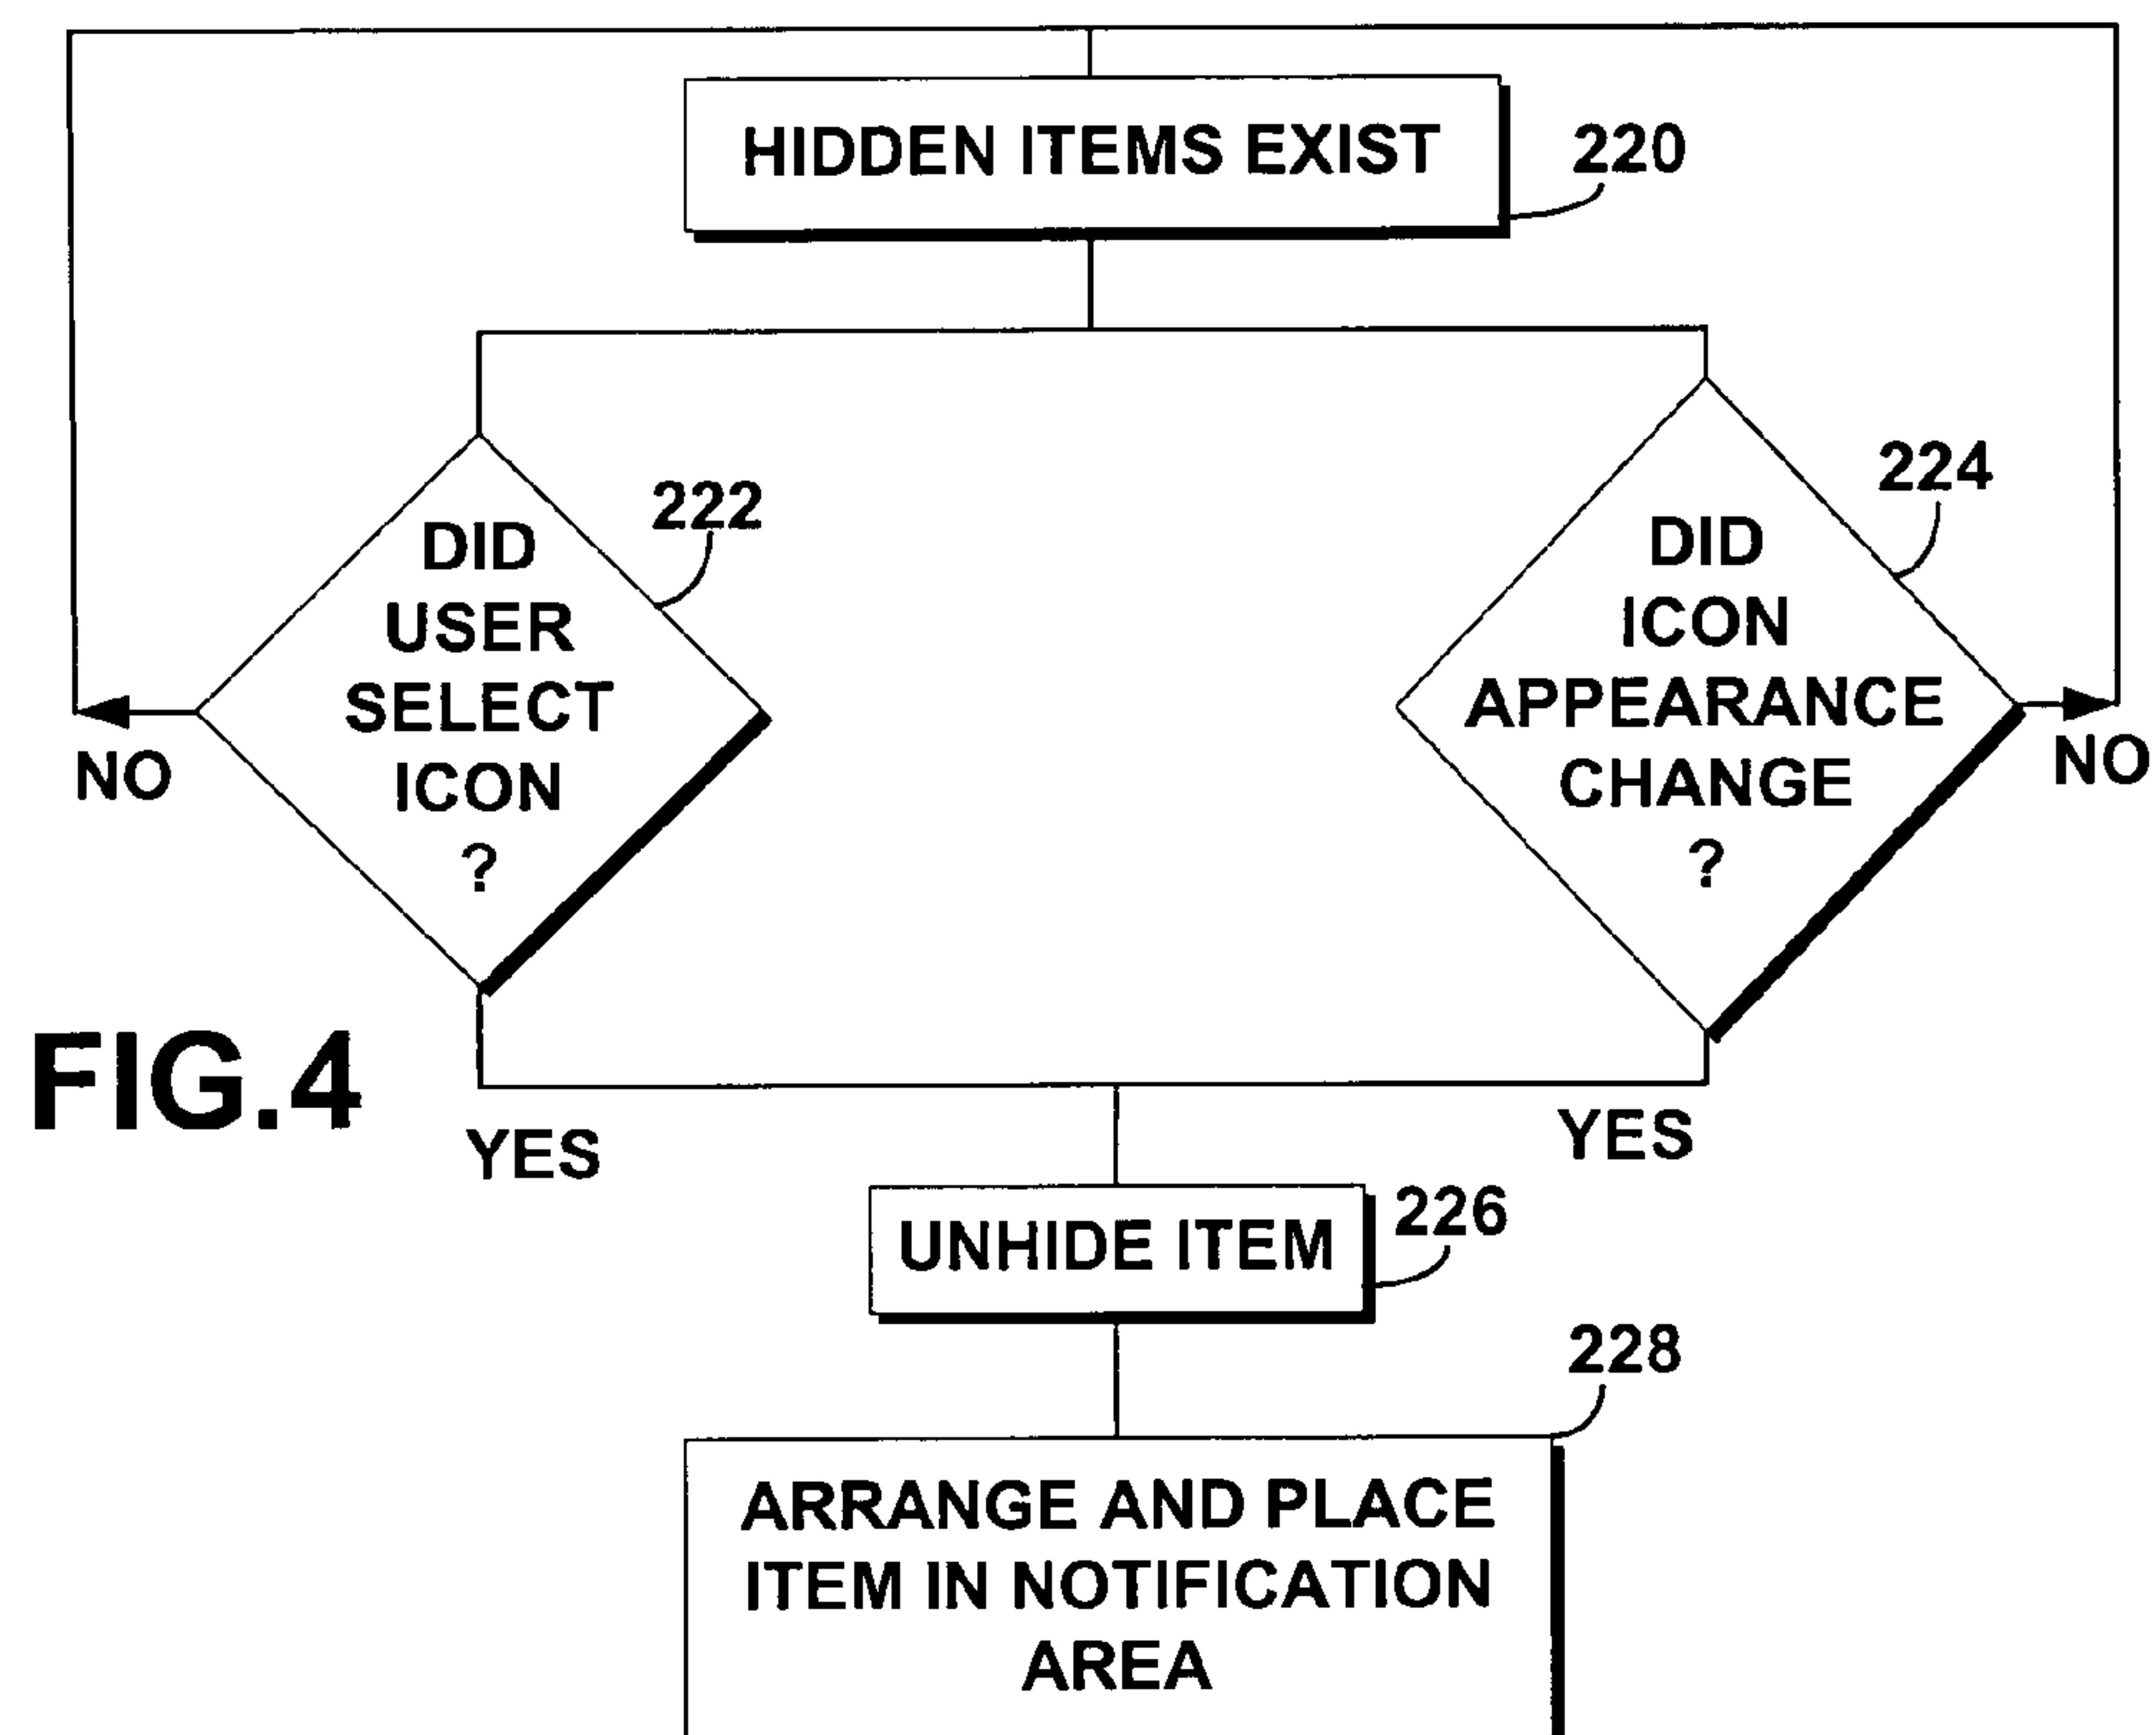 HIDDEN ITEMS EXIST
220
DID
USER
SELECT
ICON
?
222
NO
DID
ICON
APPEARANCE
CHANGE
?
224
NO
FIG.4
YES
YES
UNHIDE ITEM
226
228
ARRANGE AND PLACE
ITEM IN NOTIFICATION
AREA